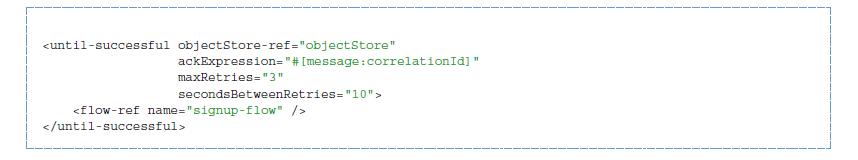 <until-successful objectStore-ref="objectStore"
ackExpression="#[message:correlationId]"
maxRetries="3"
secondsBetweenRetries="10">
<flow-ref name="signup-flow" />
</until-successful>